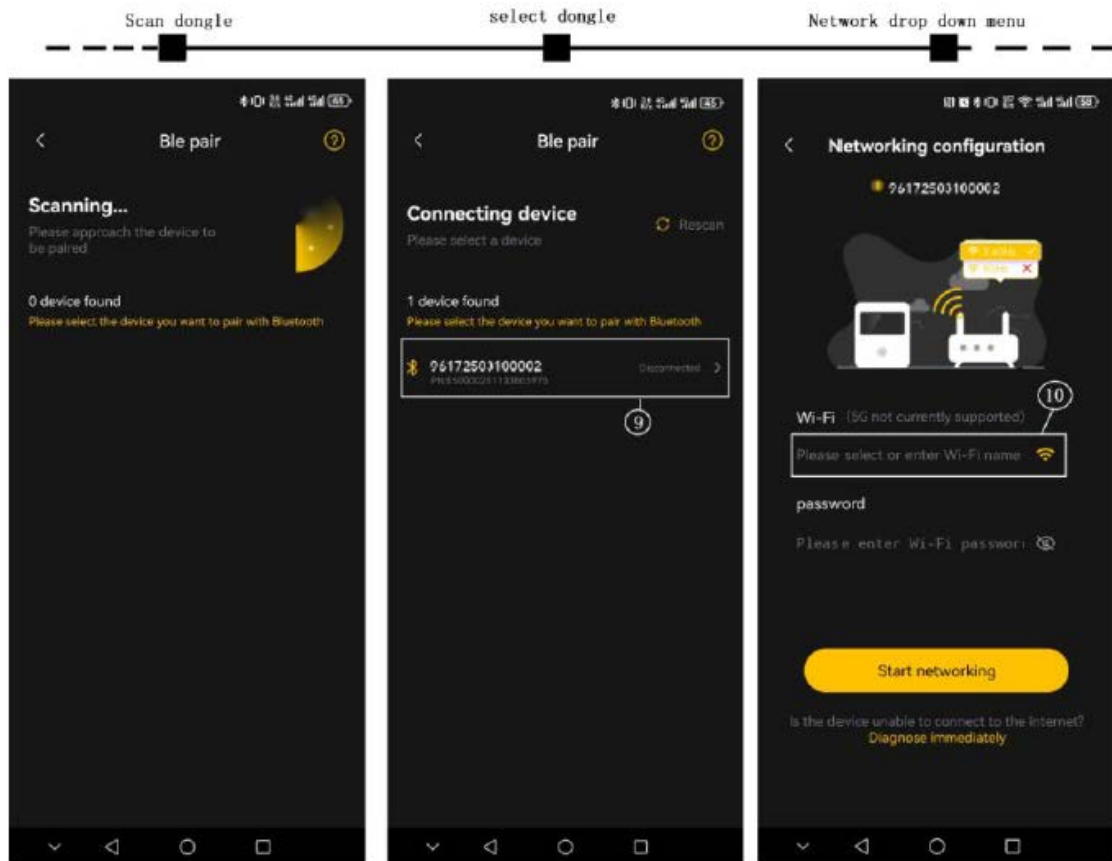 Scan dongle
select dongle
Network drop down menu
Ble pair
?
Scanning...
Please approach the device to
be paired
0 device found
Please select the device you want to pair with Bluetooth
65
Ble pair
?
Connecting device
Rescan
Please select a device
1 device found
Please select the device you want to pair with Bluetooth
96172503100002
Disconnected
9
58
Networking configuration
96172503100002
10
Wi-Fi (5G not currently supported)
Please select or enter Wi-Fi name
password
Please enter Wi-Fi passwor
Start networking
Is the device unable to connect to the internet?
Diagnose immediately